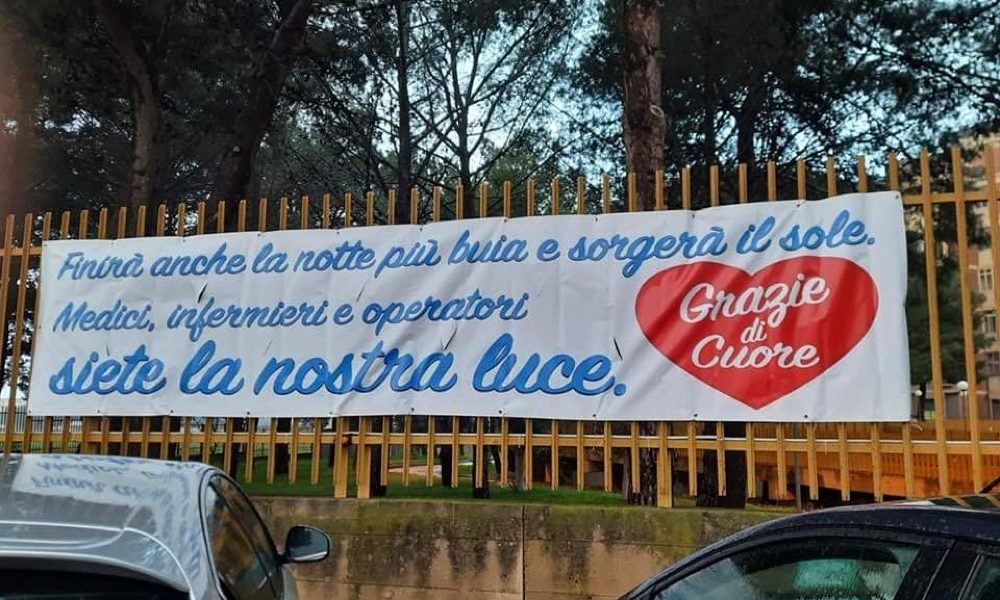 Finirà anche la notte più buia e sorgerà il sole.
Medici, infermieri e operatori
siete la nostra luce.
Grazie
di
Cuore